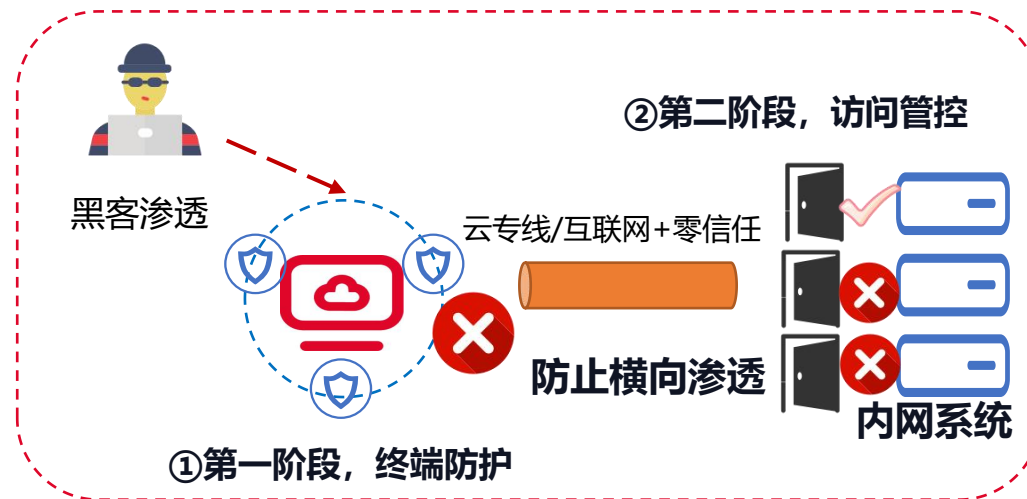 ②第二阶段，访问管控
黑客渗透
云专线/互联网+零信任
防止横向渗透
内网系统
①第一阶段，终端防护